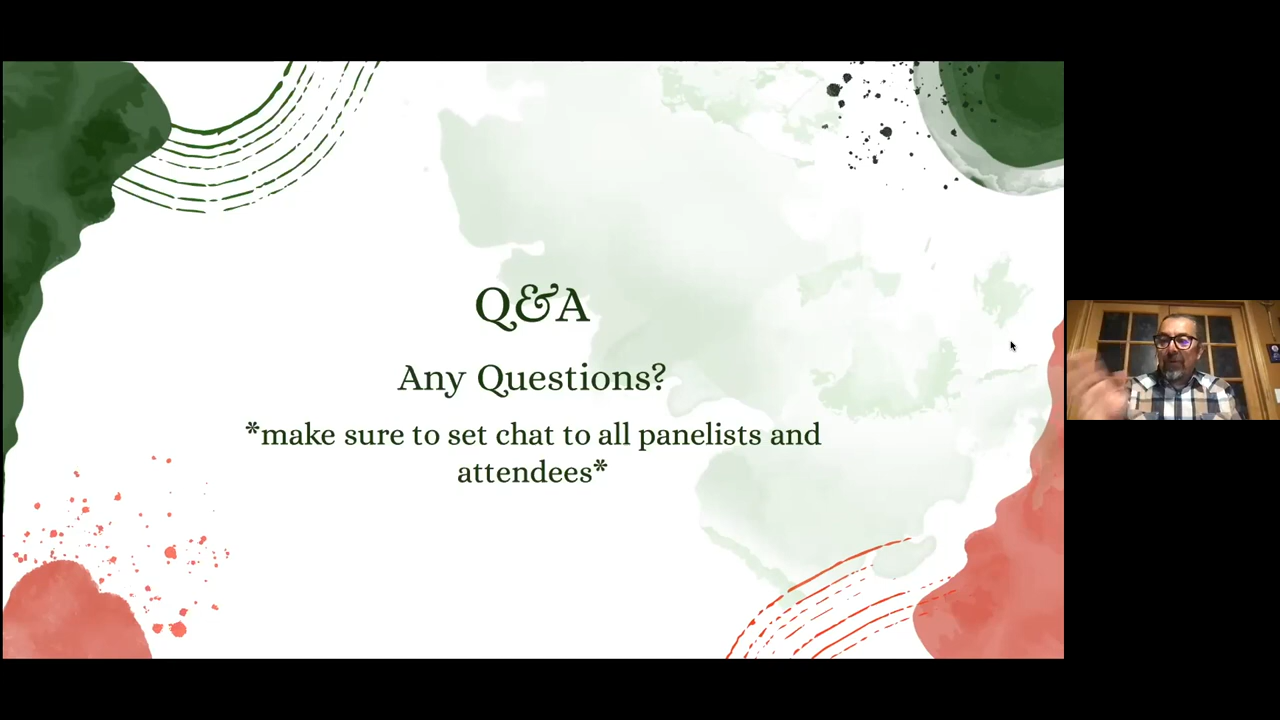 Q&A
Any Questions?
*make sure to set chat to all panelists and
attendees*